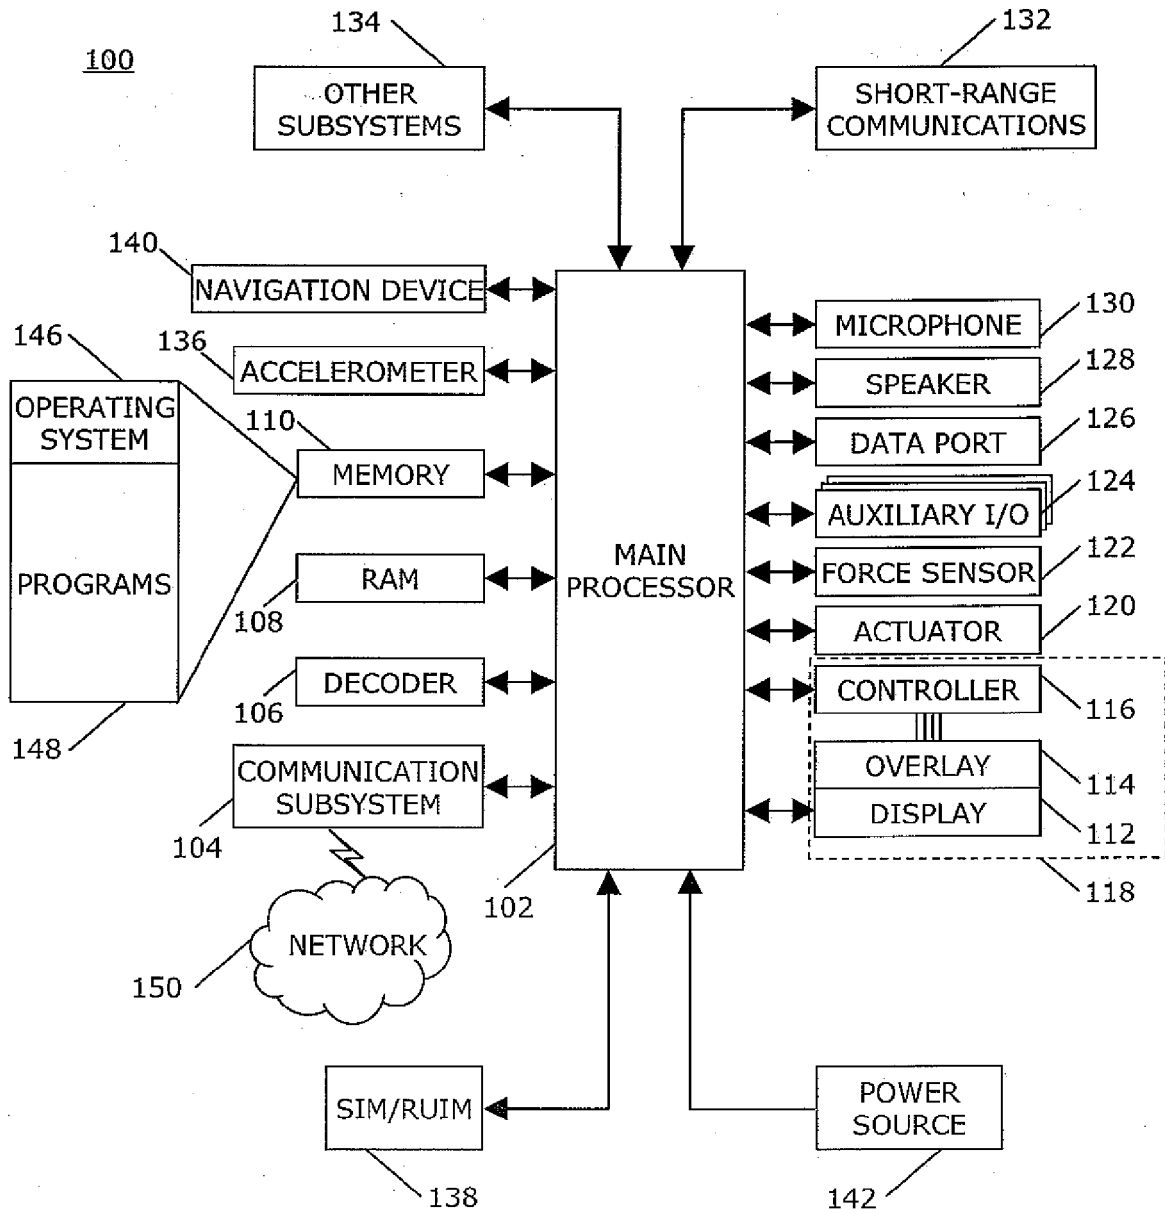 134
132
100
OTHER
SUBSYSTEMS
SHORT-RANGE
COMMUNICATIONS
140
NAVIGATION DEVICE
130
MICROPHONE
146
136
ACCELEROMETER
128
SPEAKER
OPERATING
SYSTEM
110
MEMORY
126
DATA PORT
124
AUXILIARY I/O
MAIN
PROCESSOR
122
FORCE SENSOR
PROGRAMS
RAM
108
120
ACTUATOR
DECODER
106
CONTROLLER
116
148
COMMUNICATION
SUBSYSTEM
104
OVERLAY
114
DISPLAY
112
118
102
NETWORK
150
SIM/RUIM
138
POWER
SOURCE
142